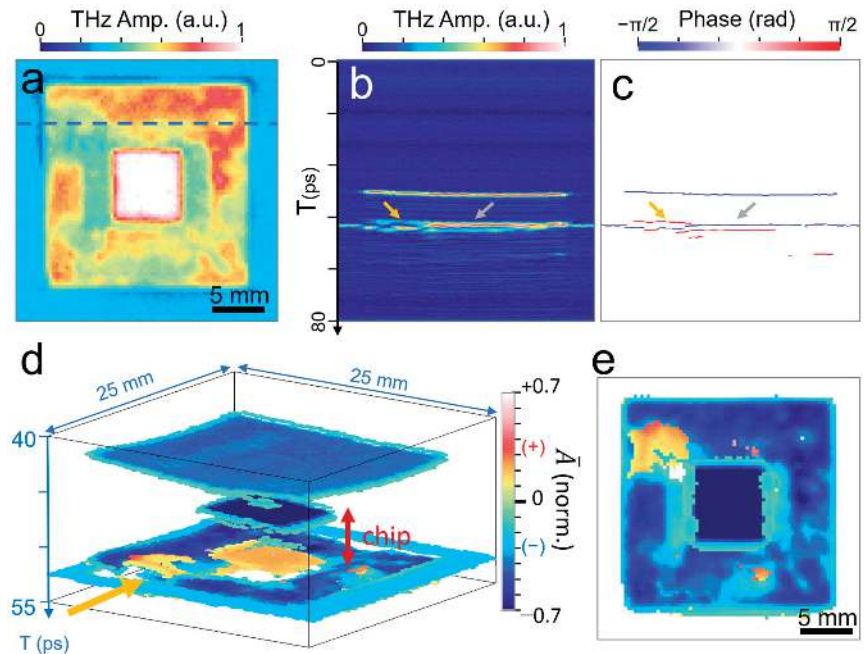 THz Amp. (a.u.)
0 1
THz Amp. (a.u.)
0 1
Phase (rad)
−π/2 π/2
a
5 mm
b
0
T(ps)
80
c
d
25 mm
25 mm
40
55
T (ps)
chip
+0.7
(+)
0
(−)
−0.7
A̅ (norm.)
e
5 mm